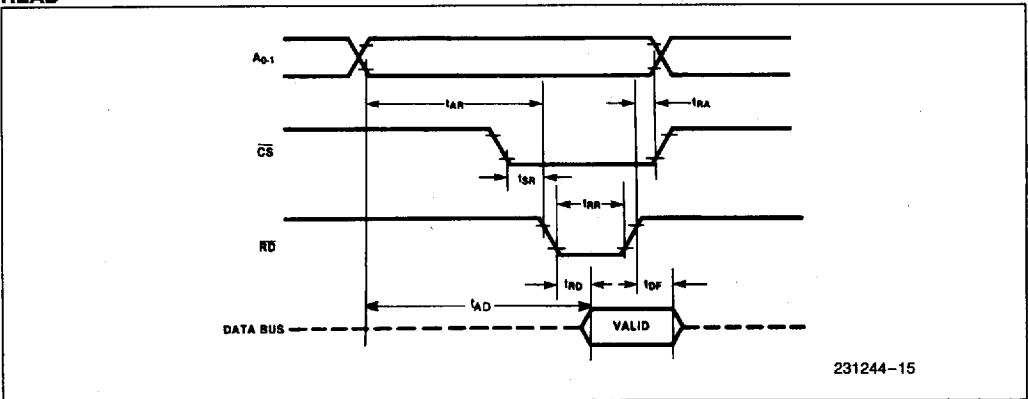 READ
A0-1
tAR
tRA
CS
tSR
tRR
RD
tRD
tDF
tAD
DATA BUS
VALID
231244-15